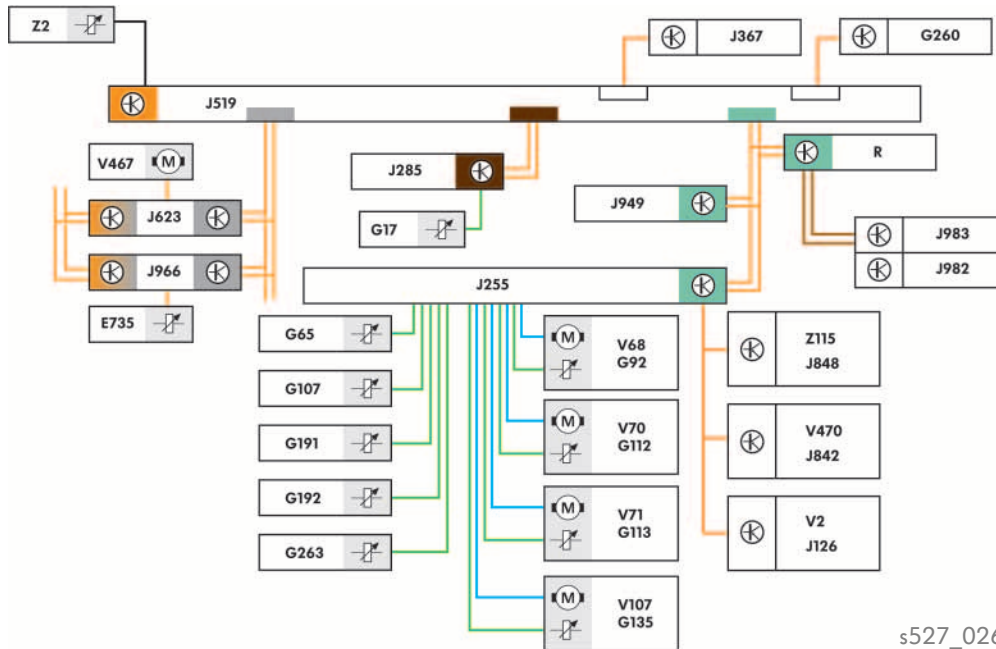 Z2
J367
G260
J519
V467
J285
R
J623
J949
G17
J983
J966
J982
J255
E735
G65
V68
G92
Z115
J848
G107
V70
G112
V470
J842
G191
G192
V71
G113
V2
J126
G263
V107
G135
s527_026